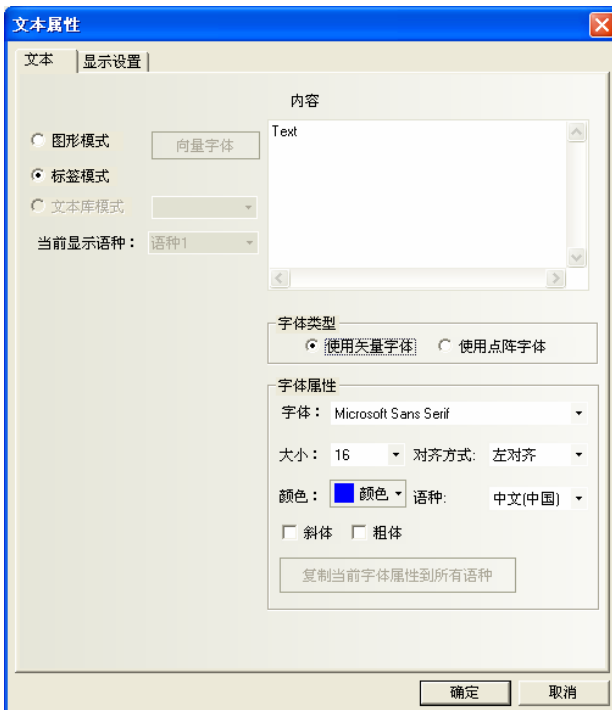 文本属性
文本 显示设置
内容
图形模式 向量字体
Text
标签模式
文本库模式
当前显示语种： 语种1
字体类型
使用矢量字体 使用点阵字体
字体属性
字体： Microsoft Sans Serif
大小： 16 对齐方式: 左对齐
颜色： 颜色 语种: 中文(中国)
斜体 粗体
复制当前字体属性到所有语种
确定 取消